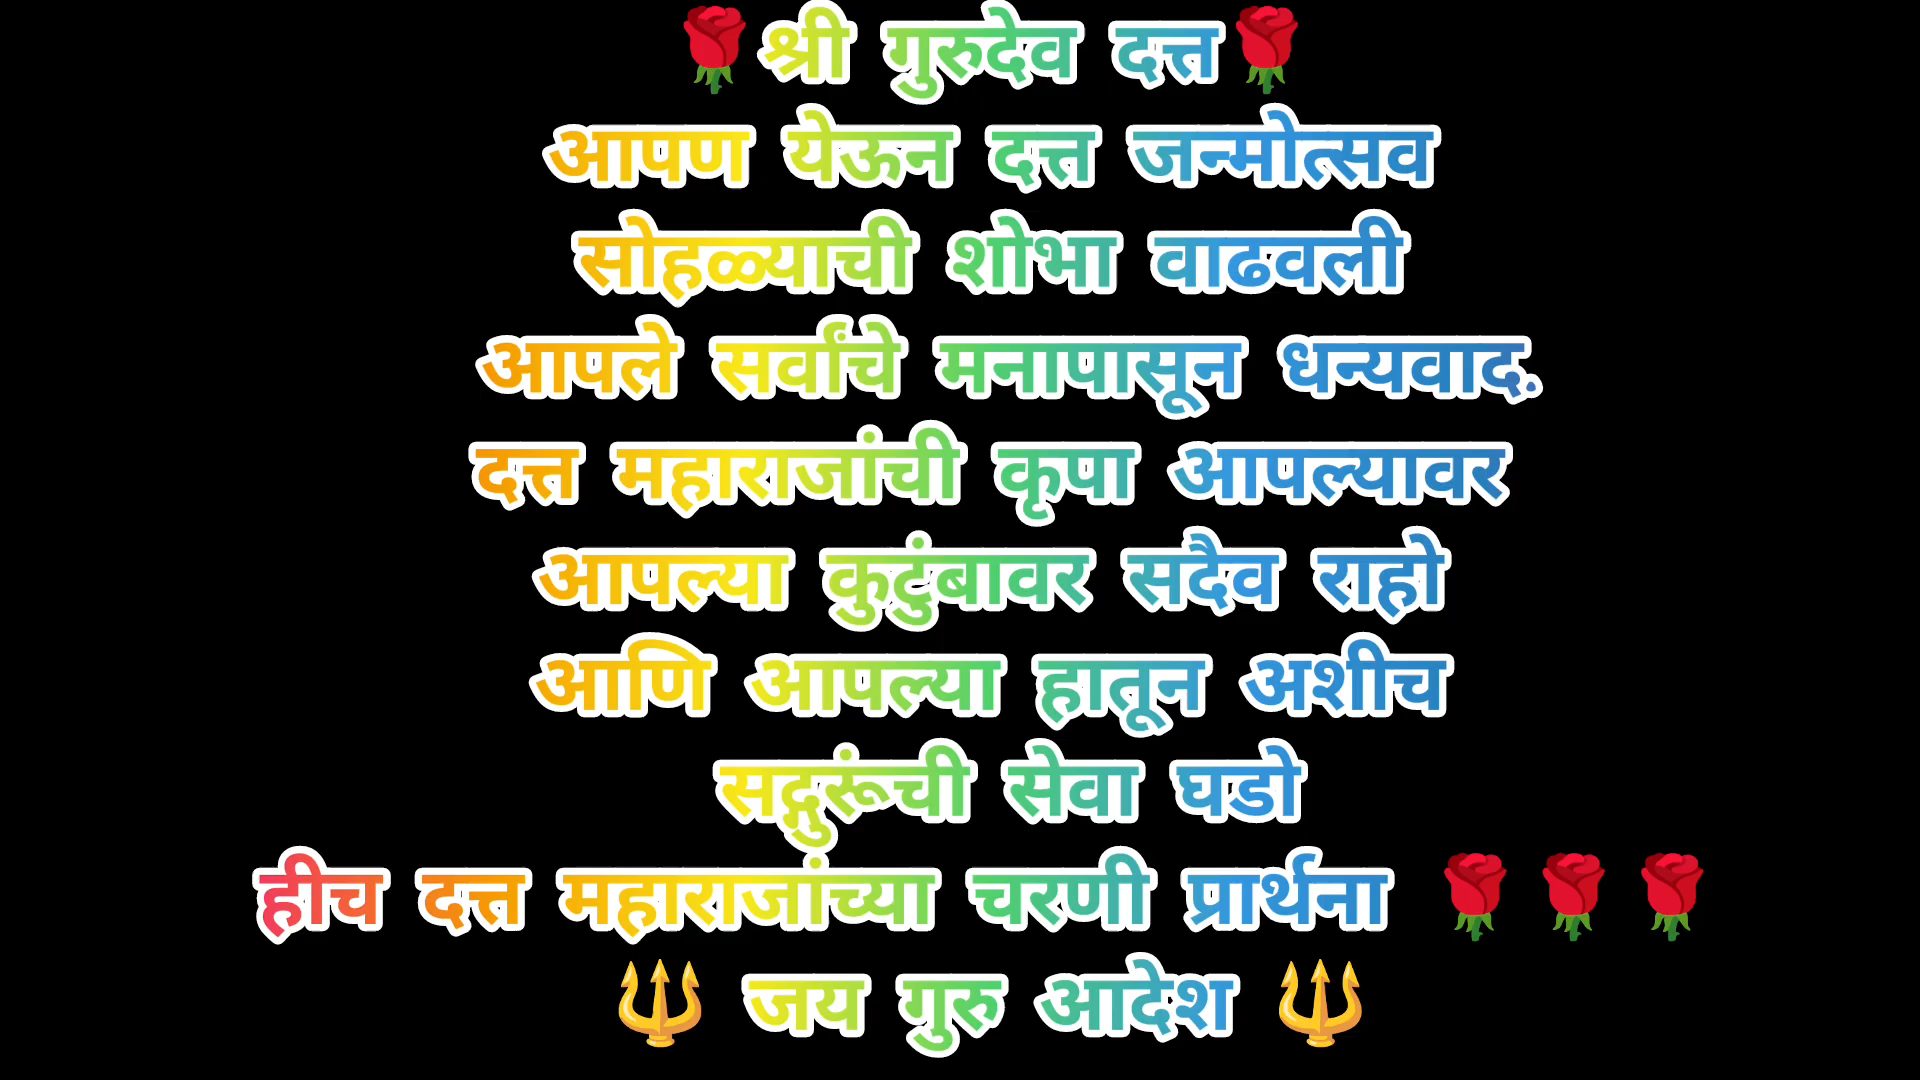 🌹श्री गुरुदेव दत्त🌹
आपण येऊन दत्त जन्मोत्सव
सोहळ्याची शोभा वाढवली
आपले सर्वांचे मनापासून धन्यवाद.
दत्त महाराजांची कृपा आपल्यावर
आपल्या कुटुंबावर सदैव राहो
आणि आपल्या हातून अशीच
सद्गुरूंची सेवा घडो
हीच दत्त महाराजांच्या चरणी प्रार्थना 🌹🌹🌹
🔱 जय गुरु आदेश 🔱